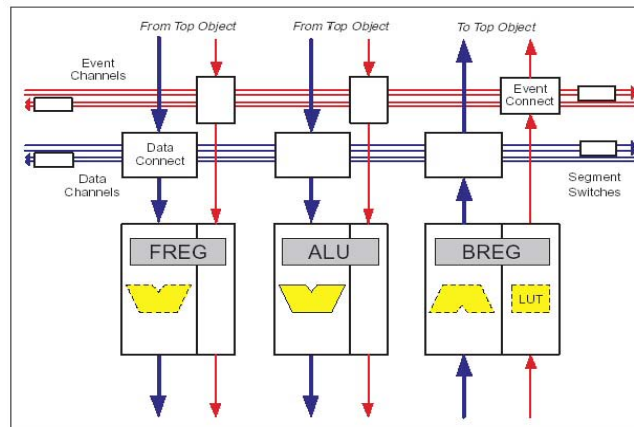 From Top Object
From Top Object
To Top Object
Event
Channels
Event
Connect
Data
Connect
Data
Channels
Segment
Switches
FREG
ALU
BREG
LUT